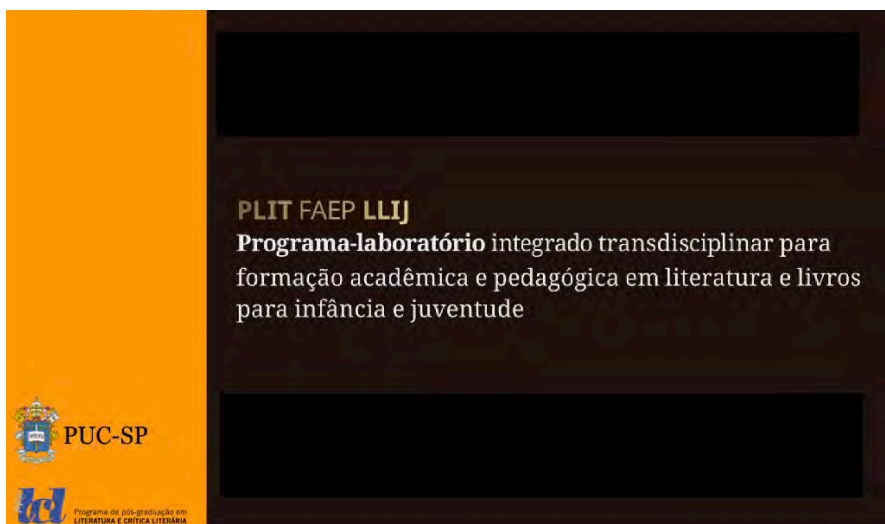 PLIT FAEP LLIJ
Programa-laboratório integrado transdisciplinar para
formação acadêmica e pedagógica em literatura e livros
para infância e juventude
PUC-SP
lcl
Programa de pós-graduação em
LITERATURA E CRÍTICA LITERÁRIA